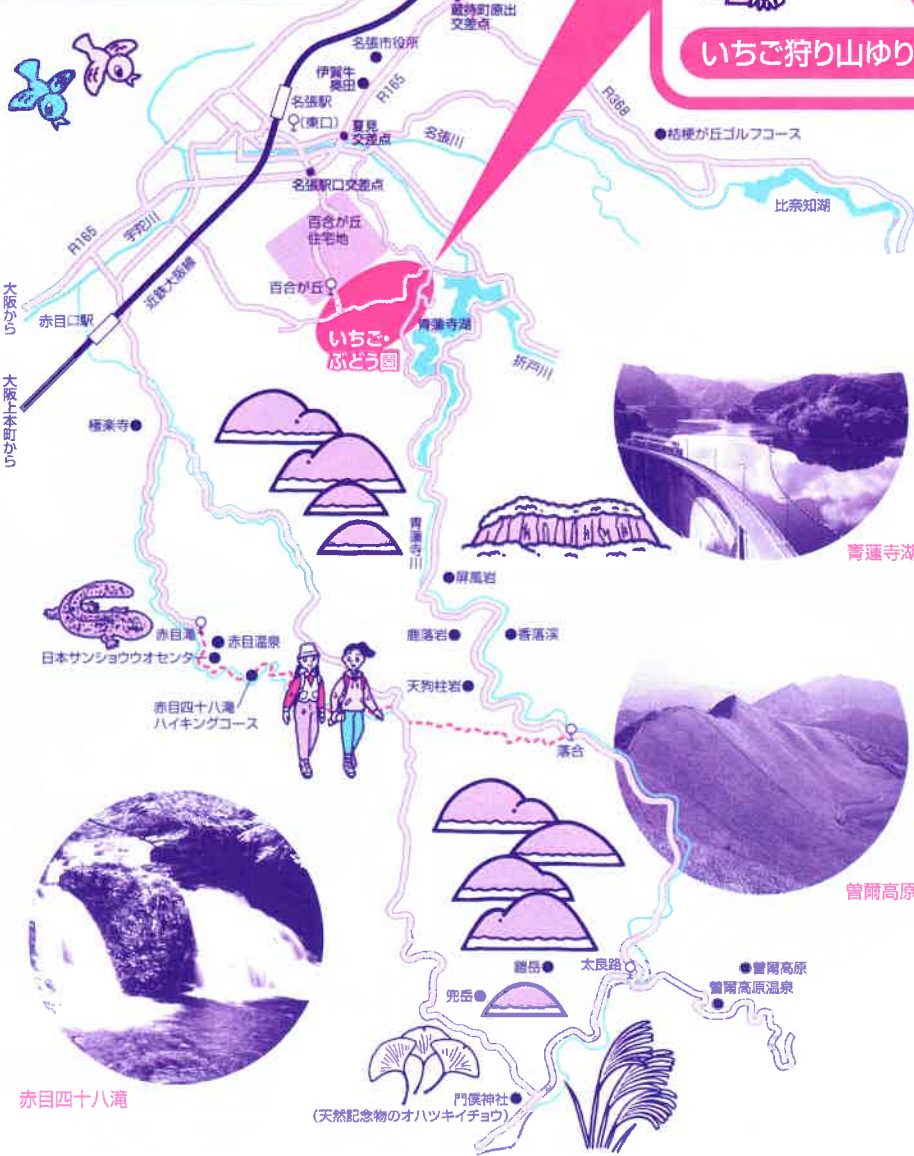 蔵持町原出
交差点
名張市役所
いちご狩り山ゆり
伊賀牛
奥田
R165
R368
名張駅
(東口)
夏見
交差点
名張川
桔梗が丘ゴルフコース
名張駅口交差点
比奈知湖
百合が丘
住宅地
R165
宇陀川
近鉄大阪線
百合が丘
大阪から
赤目口駅
青蓮寺湖
いちご・
ぶどう園
折戸川
大阪上本町から
極楽寺
青蓮寺川
青蓮寺湖
屏風岩
赤目滝
赤目温泉
鹿落岩
香落渓
日本サンショウウオセンター
天狗柱岩
赤目四十八滝
ハイキングコース
落合
曽爾高原
鎧岳
太良路
曽爾高原
兜岳
曽爾高原温泉
赤目四十八滝
門僕神社
(天然記念物のオハツキイチョウ)